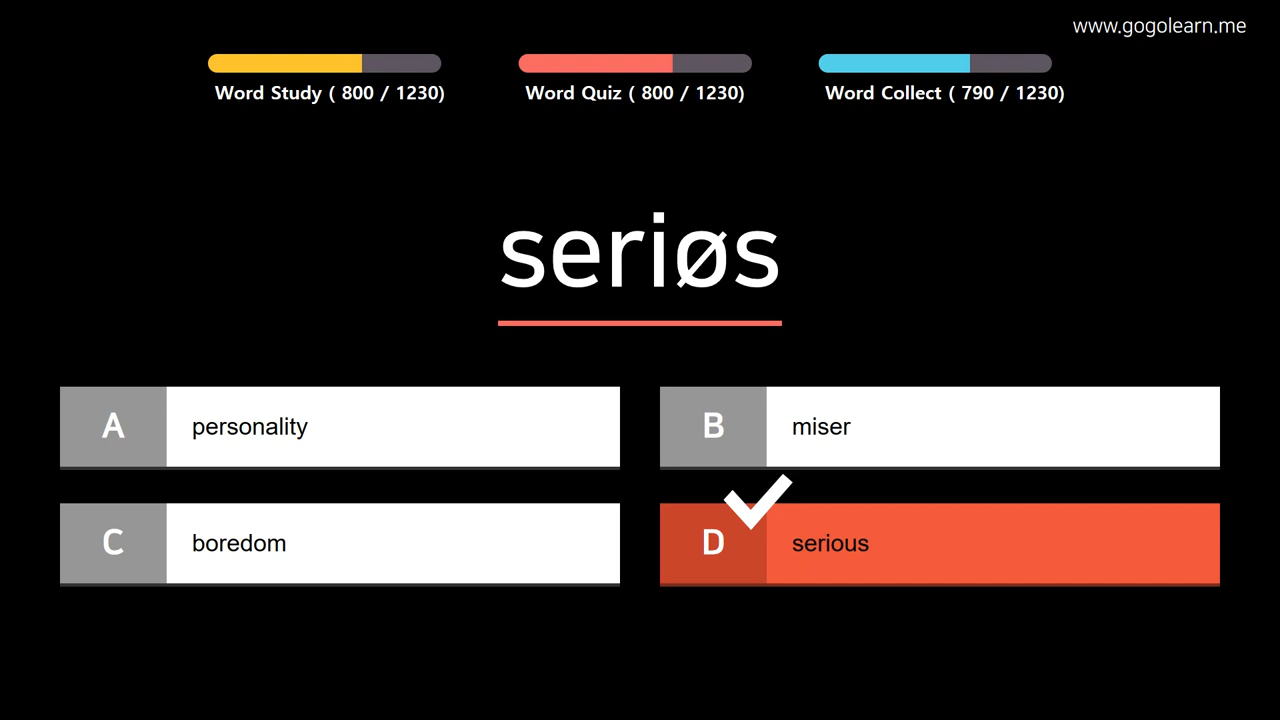 www.gogolearn.me
Word Study ( 800 / 1230)
Word Quiz ( 800 / 1230)
Word Collect ( 790 / 1230)
seriøs
A
personality
B
miser
C
boredom
D
serious